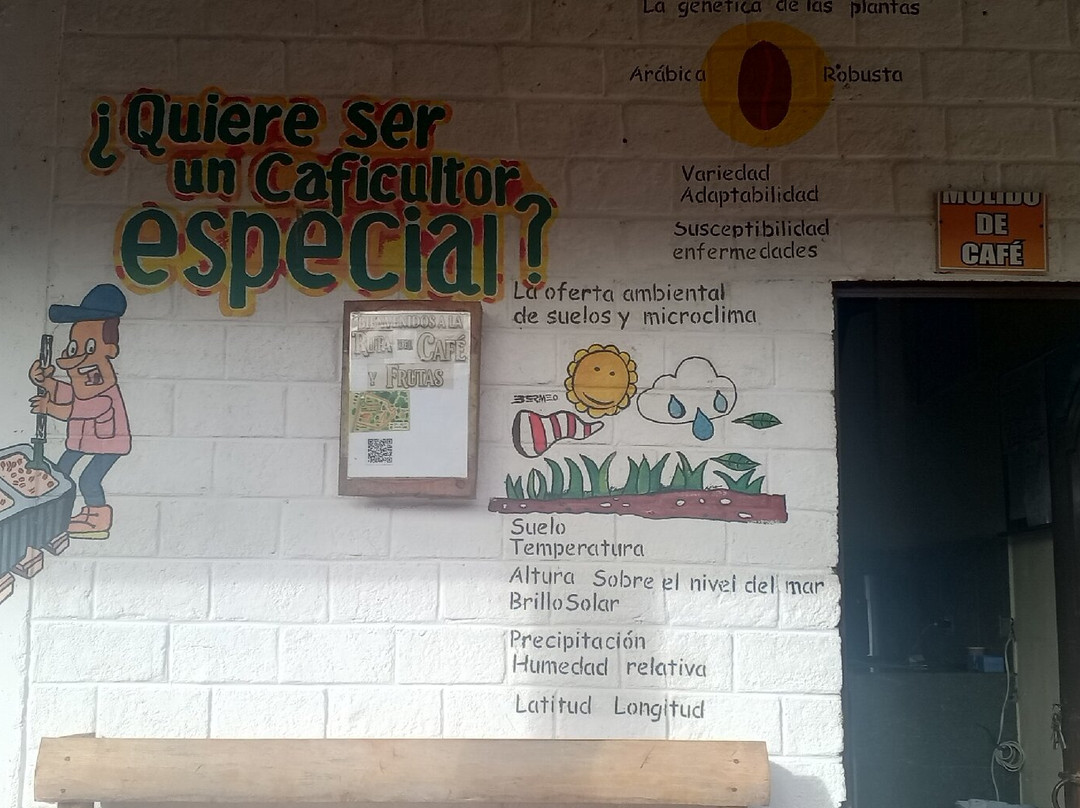 La genética de las plantas
Arábica
Robusta
¿Quiere ser
un Caficultor
especial?
Variedad
Adaptabilidad
Susceptibilidad
enfermedades
MOLIDO
DE
CAFÉ
La oferta ambiental
de suelos y microclima
BIENVENIDOS A LA
RUTA DEL CAFÉ
Y FRUTAS
BERMEO
Suelo
Temperatura
Altura Sobre el nivel del mar
Brillo Solar
Precipitación
Humedad relativa
Latitud Longitud